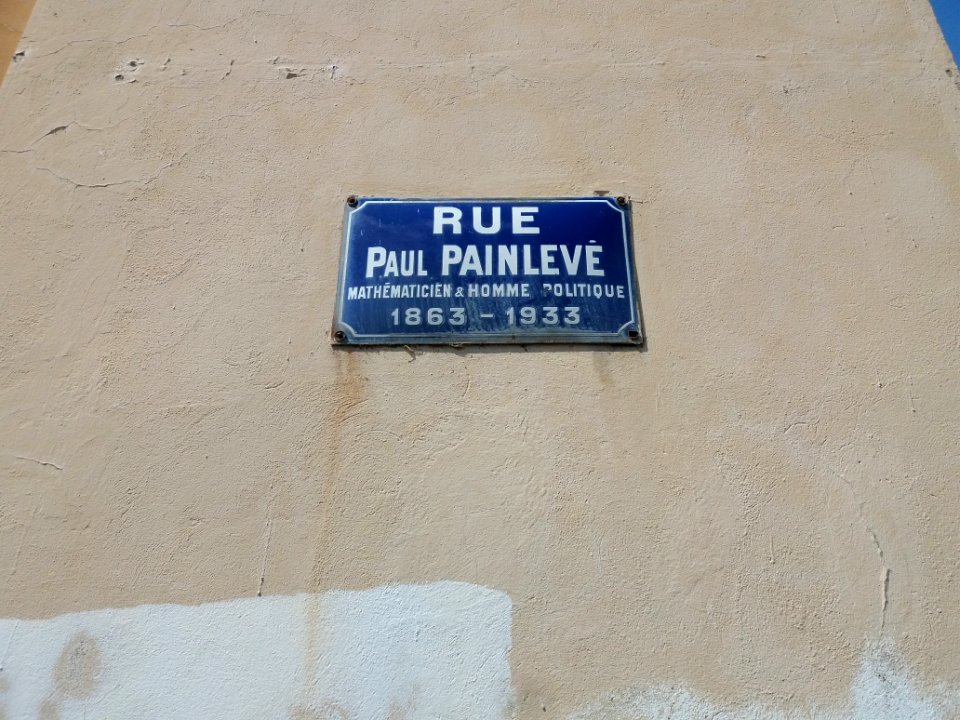 RUE
PAUL PAINLEVÉ
MATHÉMATICIEN & HOMME POLITIQUE
1863 - 1933